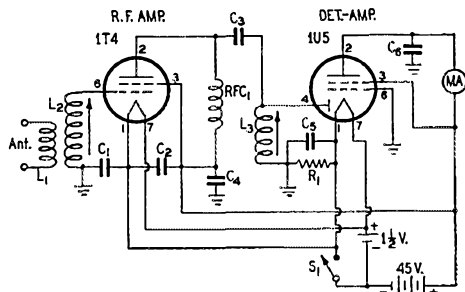 R.F. AMP.
1T4
DET.-AMP.
1U5
C3
2
6
3
1
7
L2
Ant.
L1
C1
C2
RFC1
C4
2
C6
MA
3
6
4
1
7
L3
C5
R1
+
1½ V.
−
S1
45 V.
− +